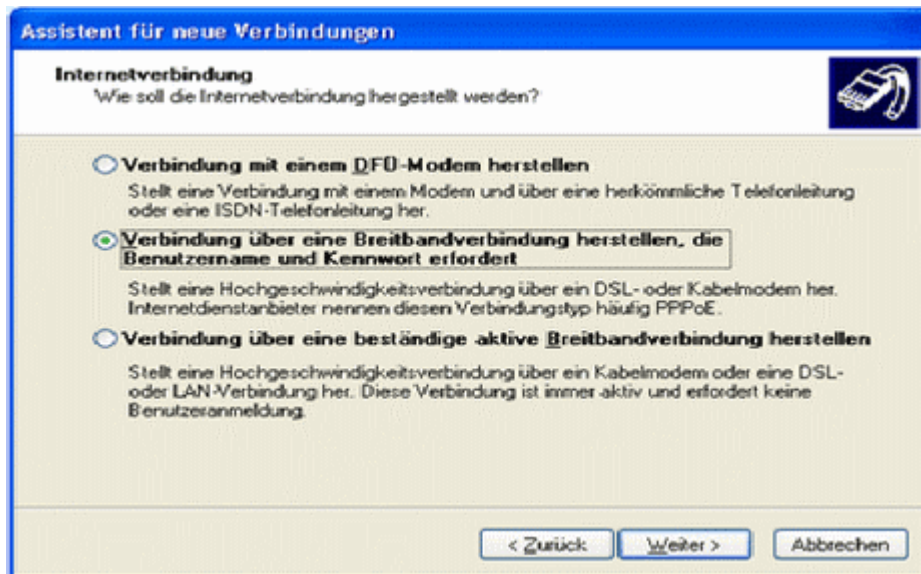 Assistent für neue Verbindungen
Internetverbindung
Wie soll die Internetverbindung hergestellt werden?
Verbindung mit einem DFÜ-Modem herstellen
Stellt eine Verbindung mit einem Modem und über eine herkömmliche Telefonleitung
oder eine ISDN-Telefonleitung her.
Verbindung über eine Breitbandverbindung herstellen, die
Benutzername und Kennwort erfordert
Stellt eine Hochgeschwindigkeitsverbindung über ein DSL- oder Kabelmodem her.
Internetdienstanbieter nennen diesen Verbindungstyp häufig PPPoE.
Verbindung über eine beständige aktive Breitbandverbindung herstellen
Stellt eine Hochgeschwindigkeitsverbindung über ein Kabelmodem oder eine DSL-
oder LAN-Verbindung her. Diese Verbindung ist immer aktiv und erfordert keine
Benutzeranmeldung.
< Zurück
Weiter >
Abbrechen